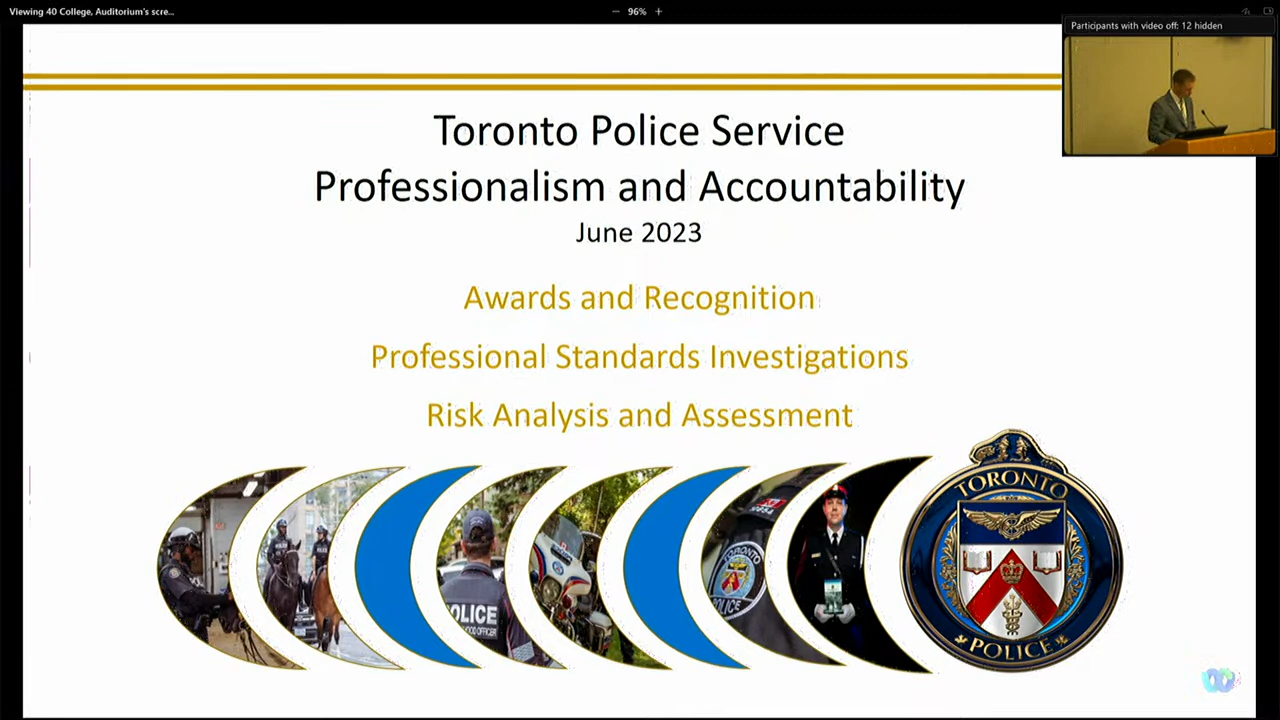 Viewing 40 College, Auditorium's scre...
96%
Participants with video off: 12 hidden
Toronto Police Service
Professionalism and Accountability
June 2023
Awards and Recognition
Professional Standards Investigations
Risk Analysis and Assessment
POLICE
OFFICER
TORONTO
POLICE
TORONTO
POLICE